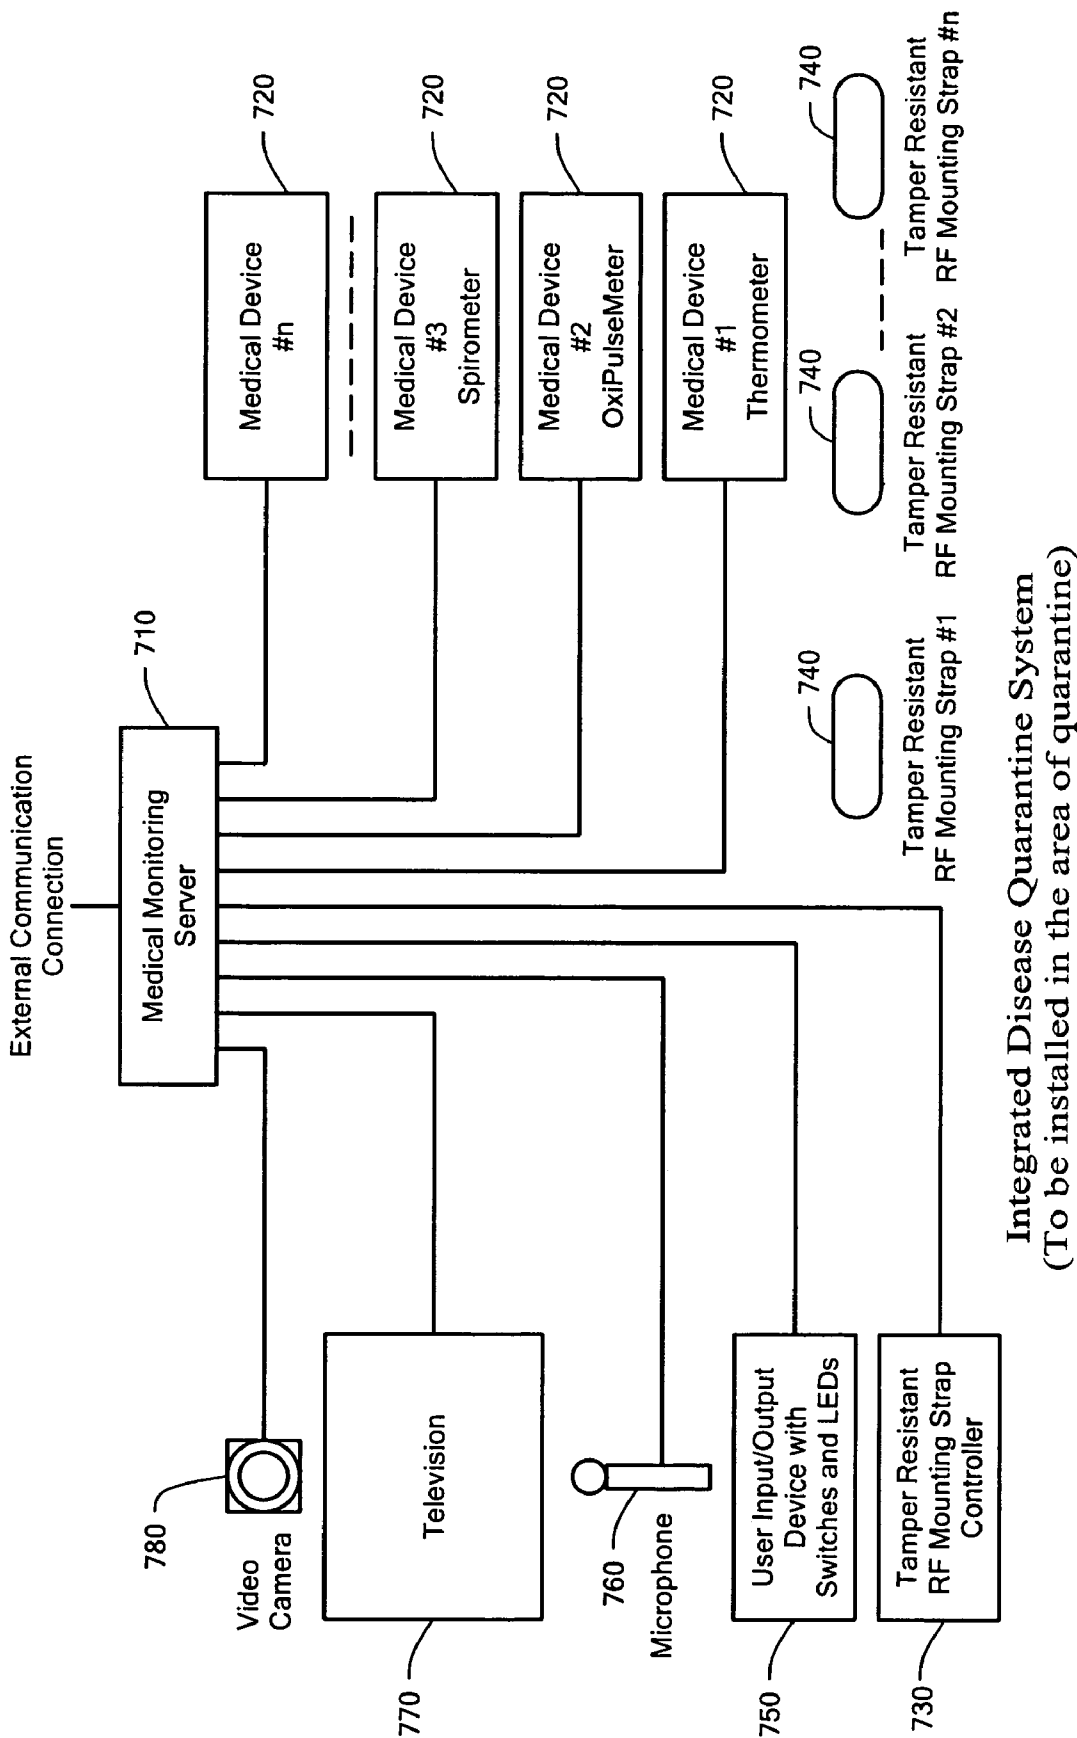 External Communication
Connection
710
Medical Monitoring
Server
780
Video
Camera
770
Television
760
Microphone
750
User Input/Output
Device with
Switches and LEDs
730
Tamper Resistant
RF Mounting Strap
Controller
720
Medical Device
#n
720
Medical Device
#3
Spirometer
720
Medical Device
#2
OxiPulseMeter
720
Medical Device
#1
Thermometer
740
Tamper Resistant
RF Mounting Strap #1
740
Tamper Resistant
RF Mounting Strap #2
740
Tamper Resistant
RF Mounting Strap #n
Integrated Disease Quarantine System
(To be installed in the area of quarantine)